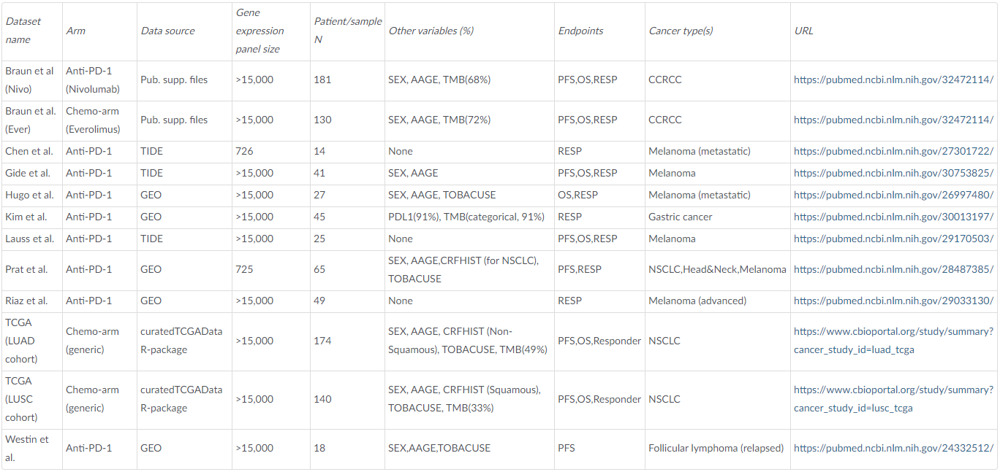 Dataset name | Arm | Data source | Gene expression panel size | Patient/sample N | Other variables (%) | Endpoints | Cancer type(s) | URL
Braun et al (Nivo) | Anti-PD-1 (Nivolumab) | Pub. supp. files | >15,000 | 181 | SEX, AAGE, TMB(68%) | PFS,OS,RESP | CCRCC | https://pubmed.ncbi.nlm.nih.gov/32472114/
Braun et al. (Ever) | Chemo-arm (Everolimus) | Pub. supp. files | >15,000 | 130 | SEX, AAGE, TMB(72%) | PFS,OS,RESP | CCRCC | https://pubmed.ncbi.nlm.nih.gov/32472114/
Chen et al. | Anti-PD-1 | TIDE | 726 | 14 | None | RESP | Melanoma (metastatic) | https://pubmed.ncbi.nlm.nih.gov/27301722/
Gide et al. | Anti-PD-1 | TIDE | >15,000 | 41 | SEX, AAGE | PFS,OS,RESP | Melanoma | https://pubmed.ncbi.nlm.nih.gov/30753825/
Hugo et al. | Anti-PD-1 | GEO | >15,000 | 27 | SEX, AAGE, TOBACUSE | OS,RESP | Melanoma (metastatic) | https://pubmed.ncbi.nlm.nih.gov/26997480/
Kim et al. | Anti-PD-1 | GEO | >15,000 | 45 | PDL1(91%), TMB(categorical, 91%) | RESP | Gastric cancer | https://pubmed.ncbi.nlm.nih.gov/30013197/
Lauss et al. | Anti-PD-1 | TIDE | >15,000 | 25 | None | PFS,OS,RESP | Melanoma | https://pubmed.ncbi.nlm.nih.gov/29170503/
Prat et al. | Anti-PD-1 | GEO | 725 | 65 | SEX, AAGE,CRFHIST (for NSCLC), TOBACUSE | PFS,RESP | NSCLC,Head&Neck,Melanoma | https://pubmed.ncbi.nlm.nih.gov/28487385/
Riaz et al. | Anti-PD-1 | GEO | >15,000 | 49 | None | RESP | Melanoma (advanced) | https://pubmed.ncbi.nlm.nih.gov/29033130/
TCGA (LUAD cohort) | Chemo-arm (generic) | curatedTCGAData R-package | >15,000 | 174 | SEX, AAGE, CRFHIST (Non-Squamous), TOBACUSE, TMB(49%) | PFS,OS,Responder | NSCLC | https://www.cbioportal.org/study/summary?cancer_study_id=luad_tcga
TCGA (LUSC cohort) | Chemo-arm (generic) | curatedTCGAData R-package | >15,000 | 140 | SEX, AAGE, CRFHIST (Squamous), TOBACUSE, TMB(33%) | PFS,OS,Responder | NSCLC | https://www.cbioportal.org/study/summary?cancer_study_id=lusc_tcga
Westin et al. | Anti-PD-1 | GEO | >15,000 | 18 | SEX,AAGE,TOBACUSE | PFS | Follicular lymphoma (relapsed) | https://pubmed.ncbi.nlm.nih.gov/24332512/